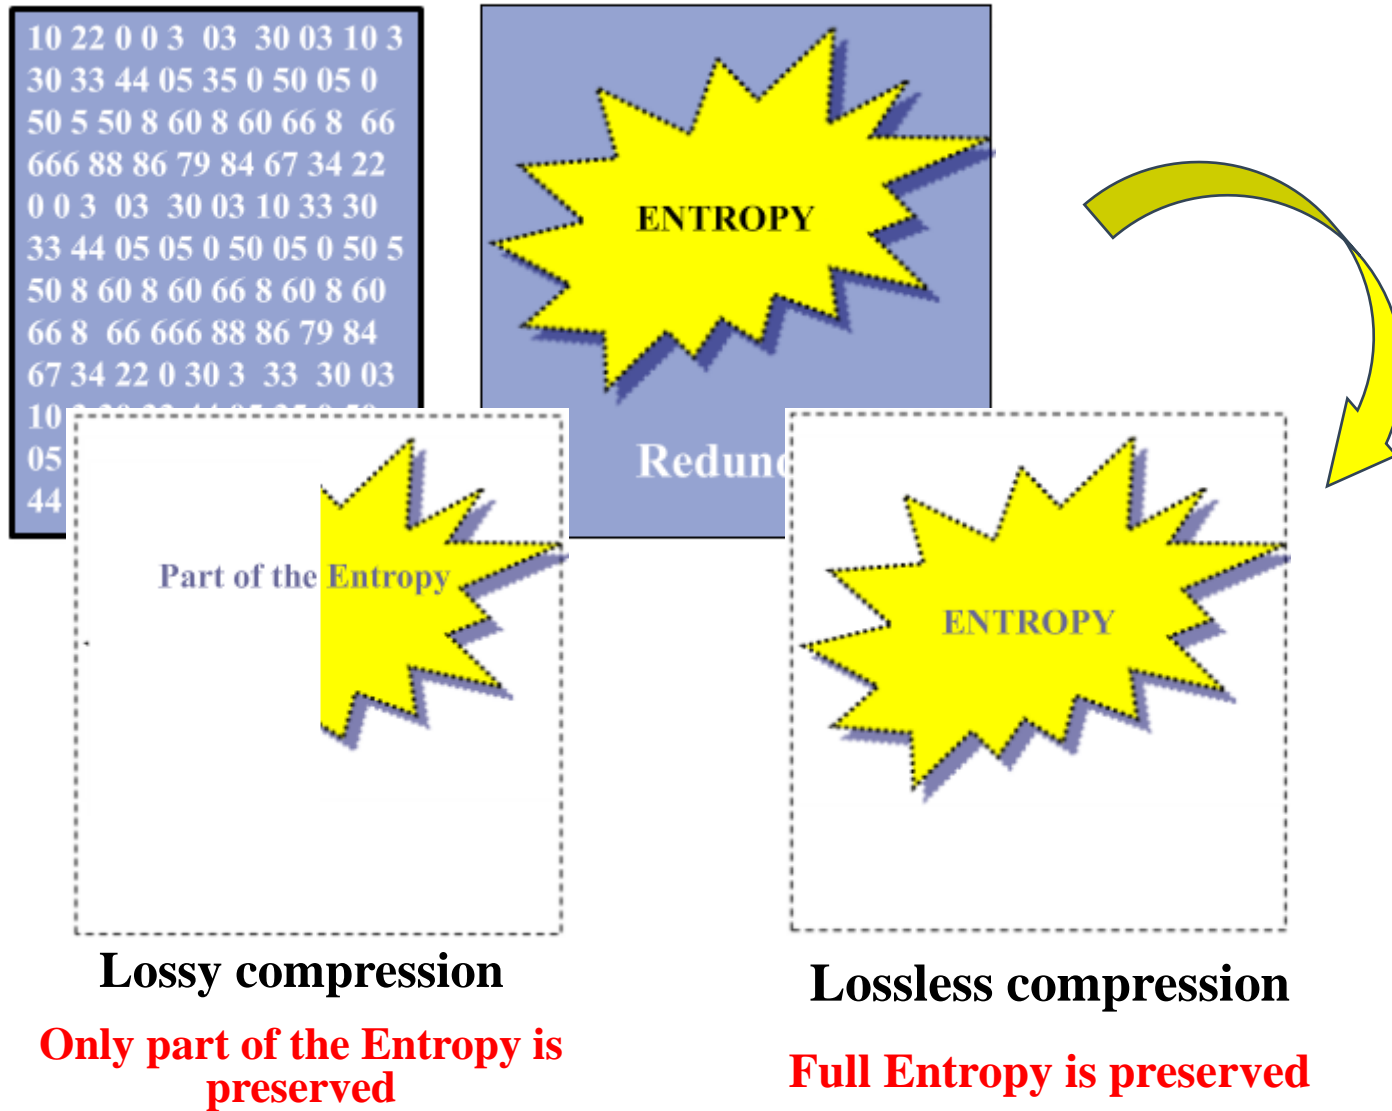 10 22 0 0 3 03 30 03 10 3
30 33 44 05 35 0 50 05 0
50 5 50 8 60 8 60 66 8 66
666 88 86 79 84 67 34 22
0 0 3 03 30 03 10 33 30
33 44 05 05 0 50 05 0 50 5
50 8 60 8 60 66 8 60 8 60
66 8 66 666 88 86 79 84
67 34 22 0 30 3 33 30 03
10
05
44
ENTROPY
Redund
Part of the Entropy
ENTROPY
Lossy compression
Only part of the Entropy is
preserved
Lossless compression
Full Entropy is preserved